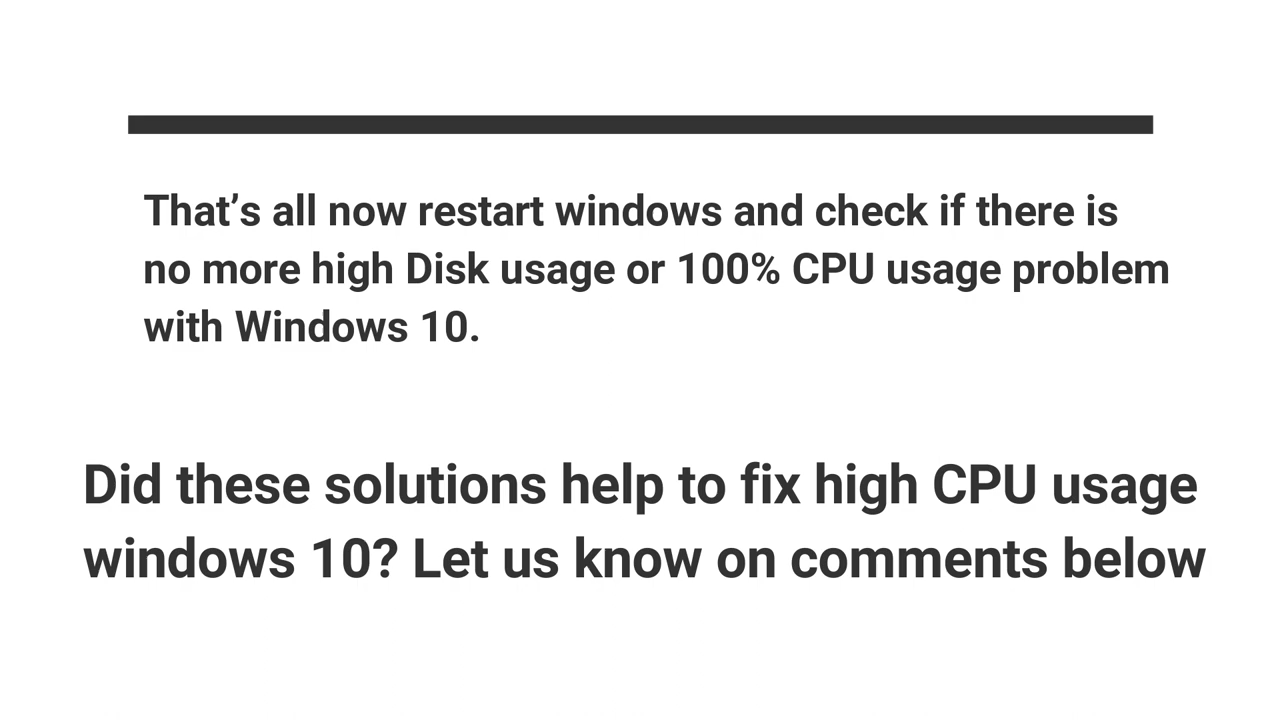 That’s all now restart windows and check if there is
no more high Disk usage or 100% CPU usage problem
with Windows 10.
Did these solutions help to fix high CPU usage
windows 10? Let us know on comments below